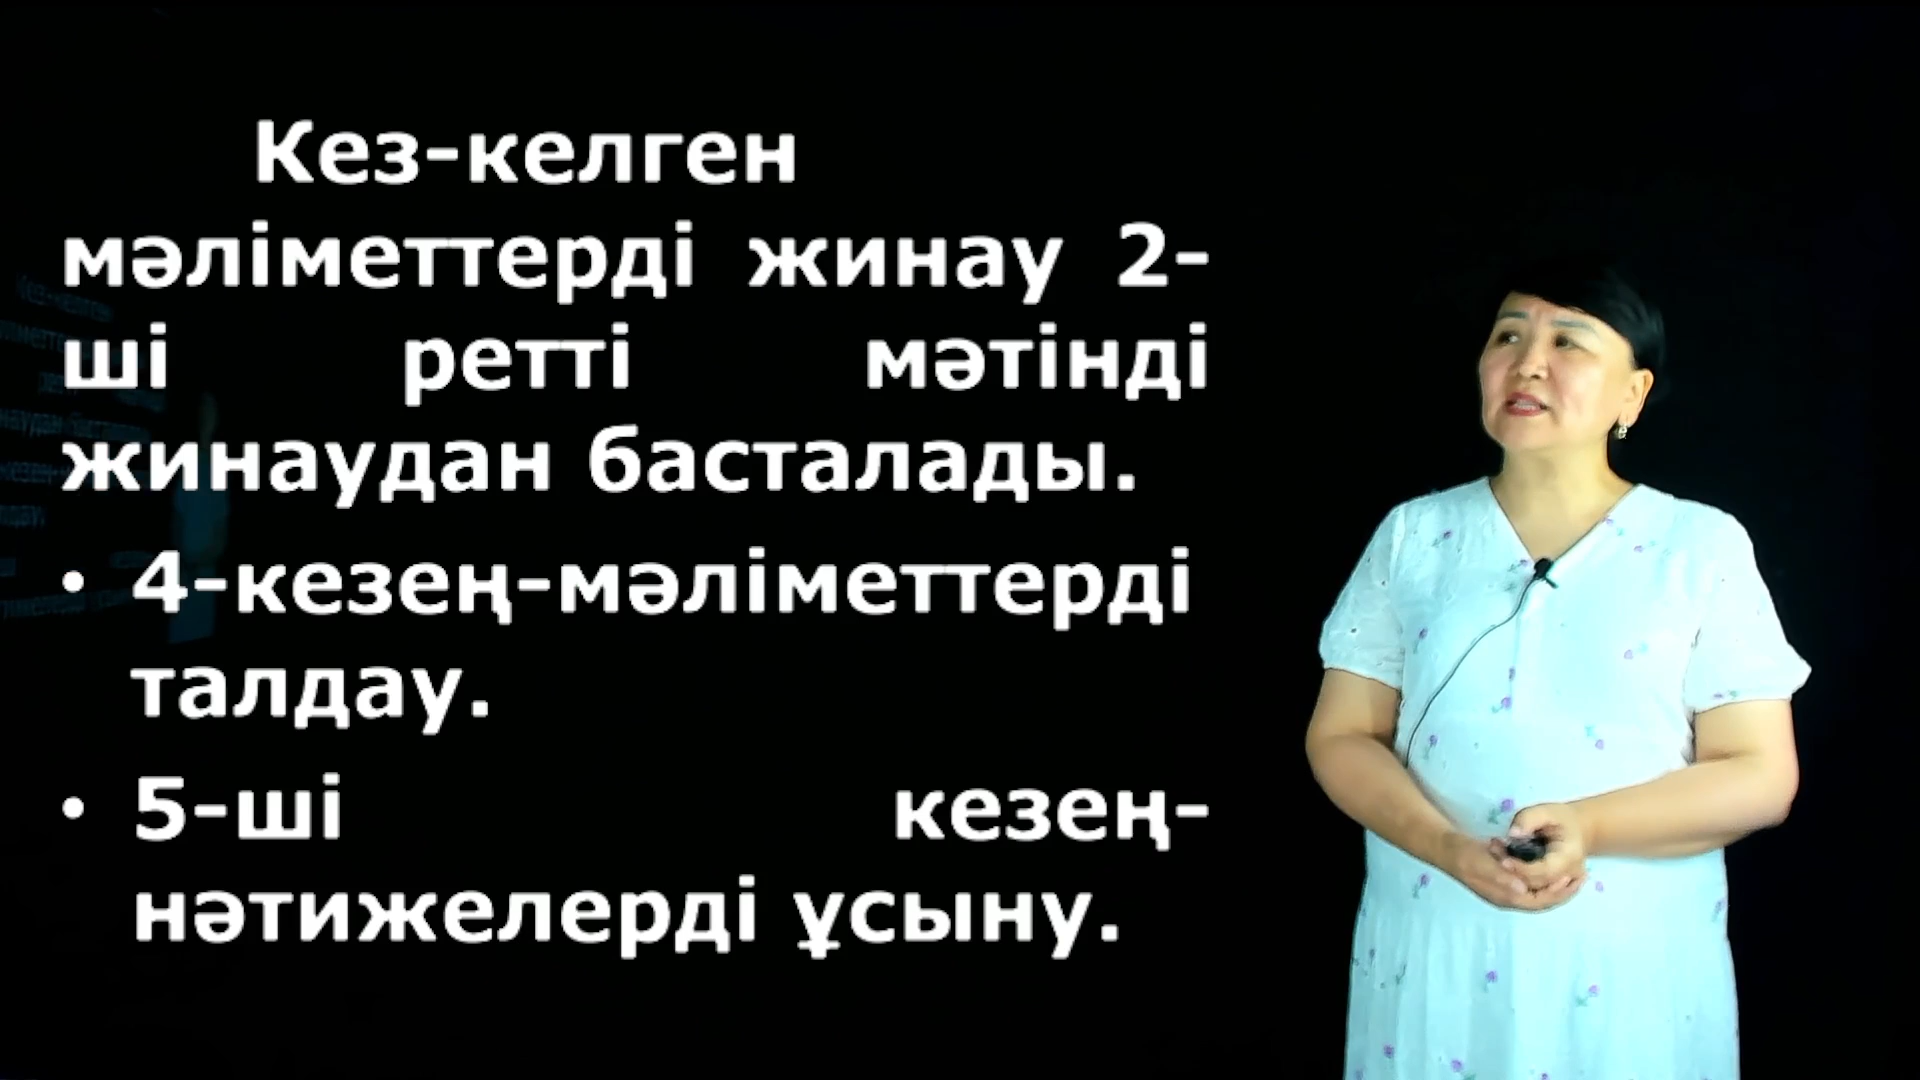 Кез-келген
мәліметтерді жинау 2-
ші ретті мәтінді
жинаудан басталады.
• 4-кезең-мәліметтерді
талдау.
• 5-ші кезең-
нәтижелерді ұсыну.